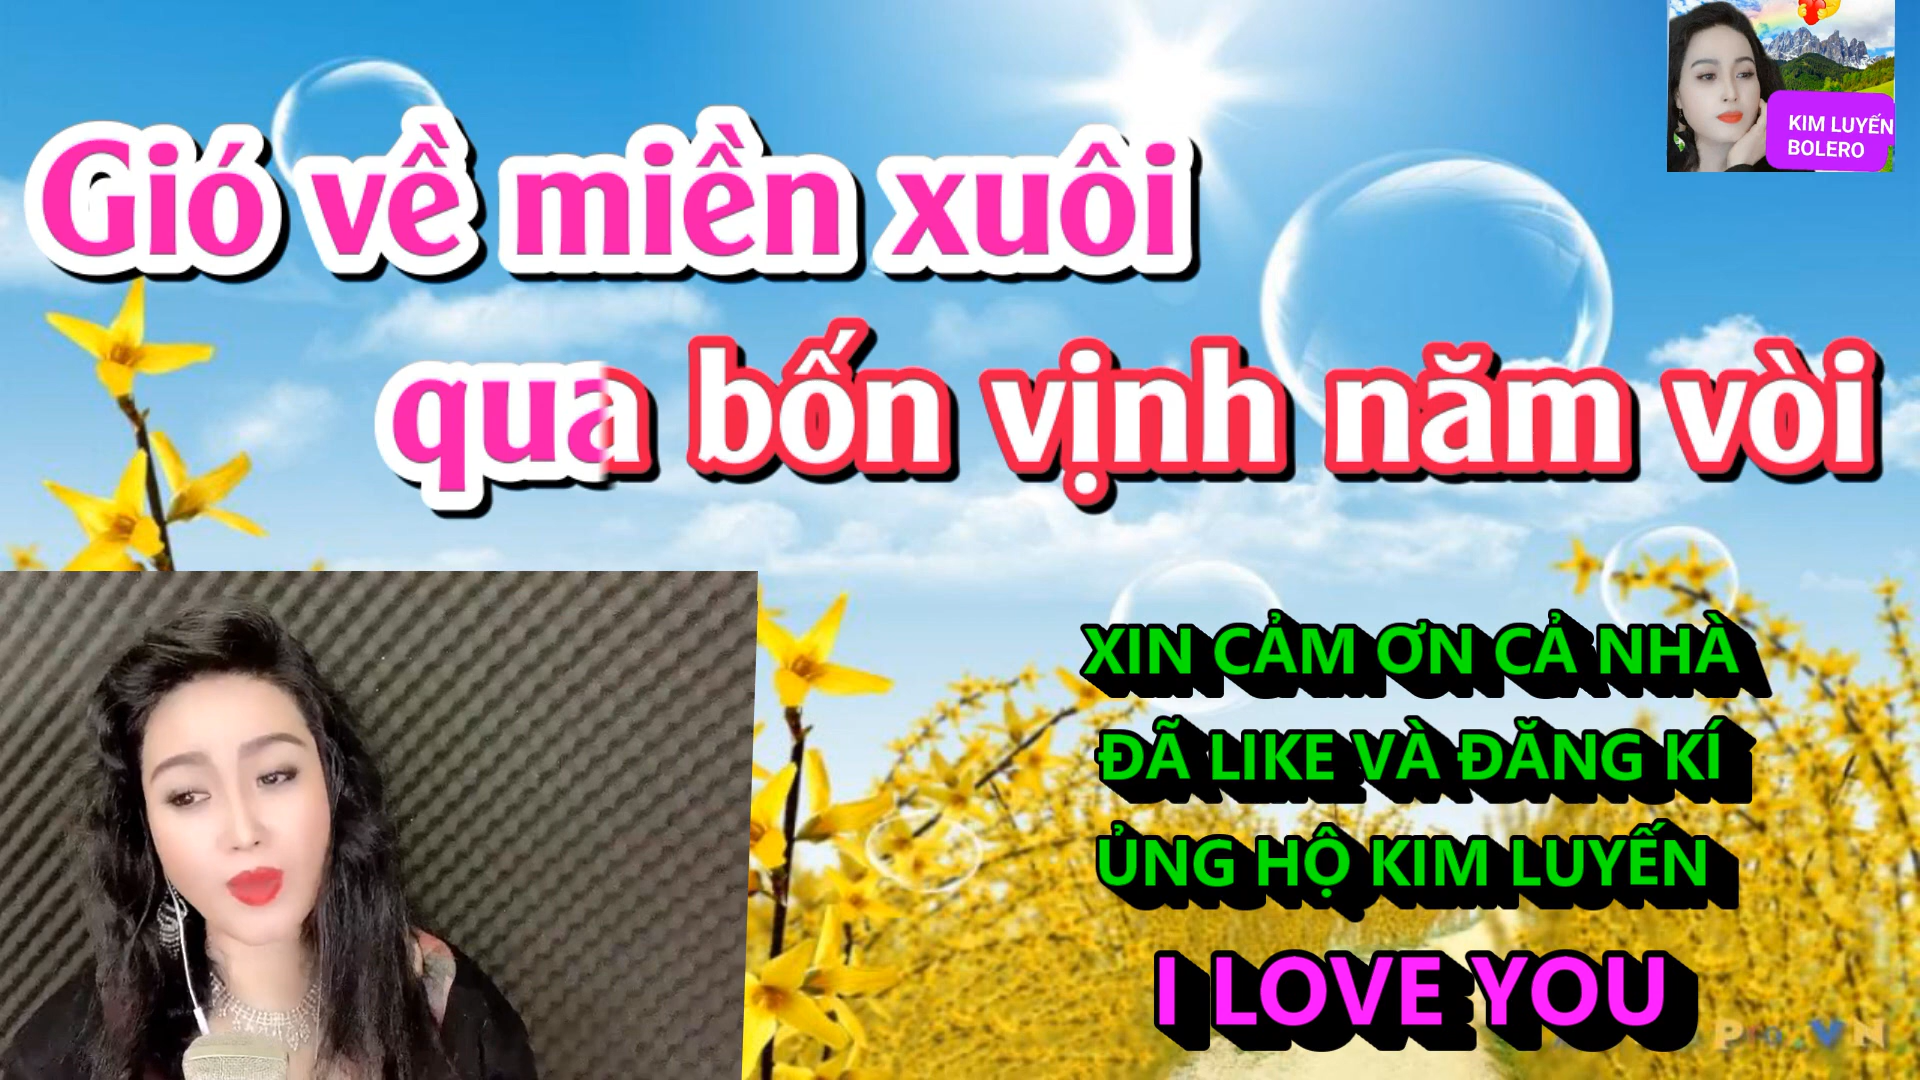 KIM LUYẾN
BOLERO
Gió về miền xuôi
qua bốn vịnh năm vòi
XIN CẢM ƠN CẢ NHÀ
ĐÃ LIKE VÀ ĐĂNG KÍ
ỦNG HỘ KIM LUYẾN
I LOVE YOU